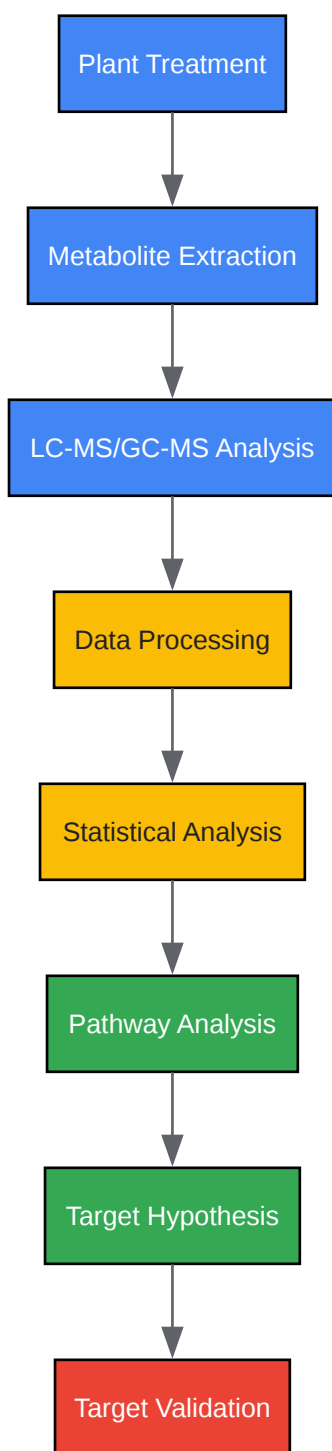 Plant Treatment
Metabolite Extraction
LC-MS/GC-MS Analysis
Data Processing
Statistical Analysis
Pathway Analysis
Target Hypothesis
Target Validation